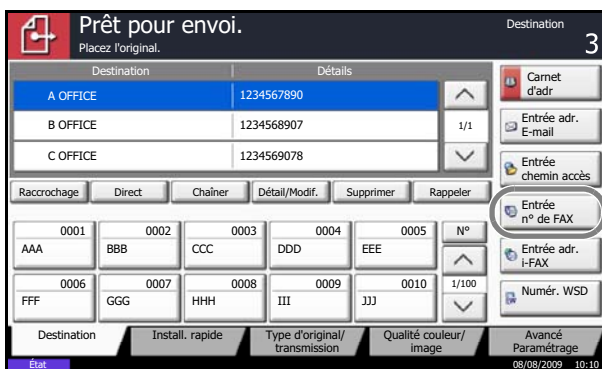 Prêt pour envoi.
Placez l'original.
Destination
3
Destination Détails
A OFFICE 1234567890
B OFFICE 1234568907
1/1
C OFFICE 1234569078
Carnet
d'adr
Entrée adr.
E-mail
Entrée
chemin accès
Entrée
n° de FAX
Entrée adr.
i-FAX
Numér. WSD
Raccrochage Direct Chaîner Détail/Modif. Supprimer Rappeler
0001 0002 0003 0004 0005 N°
AAA BBB CCC DDD EEE
0006 0007 0008 0009 0010 1/100
FFF GGG HHH III JJJ
Destination Install. rapide Type d'original/
transmission Qualité couleur/
image Avancé
Paramétrage
État 08/08/2009 10:10